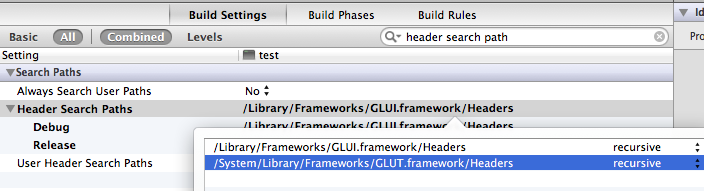 Build Settings Build Phases Build Rules
Basic All Combined Levels header search path
Setting test
Search Paths
Always Search User Paths No
Header Search Paths /Library/Frameworks/GLUI.framework/Headers
Debug /Library/Frameworks/GLUI.framework/Headers
Release
/Library/Frameworks/GLUI.framework/Headers recursive
User Header Search Paths /System/Library/Frameworks/GLUT.framework/Headers recursive